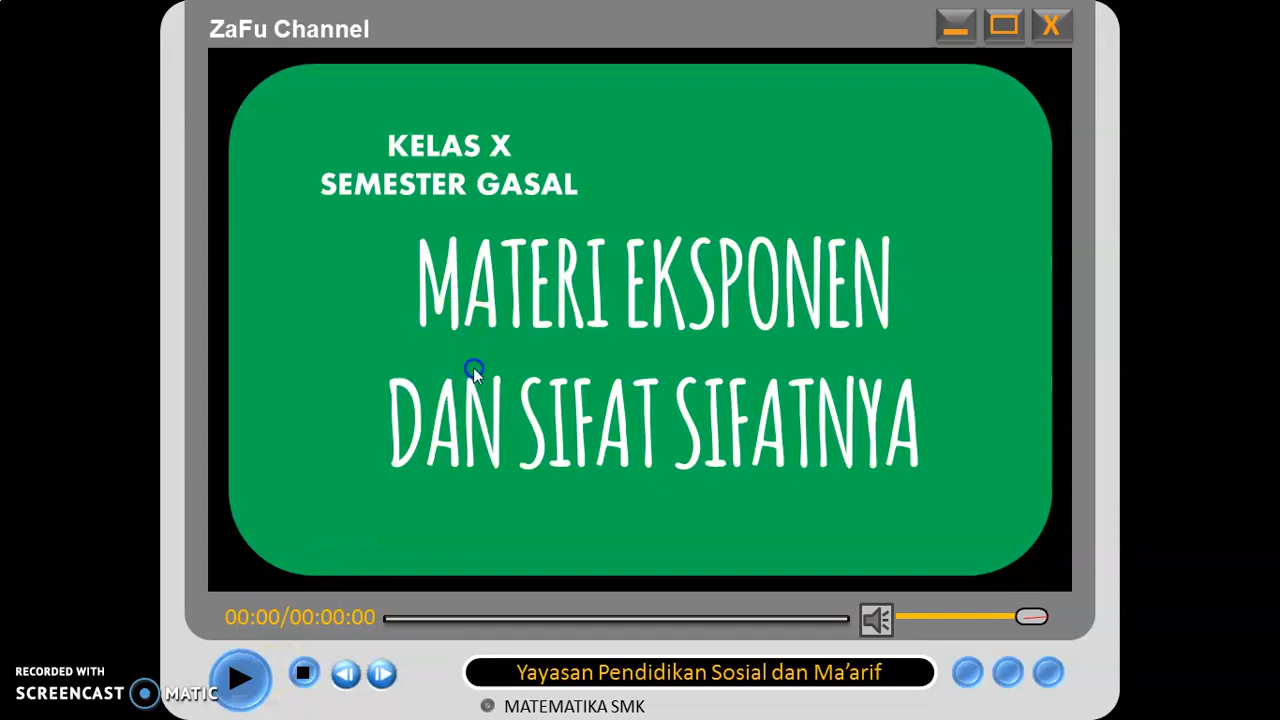 ZaFu Channel
X
KELAS X
SEMESTER GASAL
MATERI EKSPONEN
DAN SIFAT SIFATNYA
00:00/00:00:00
Yayasan Pendidikan Sosial dan Ma’arif
MATEMATIKA SMK
RECORDED WITH
SCREENCAST MATIC